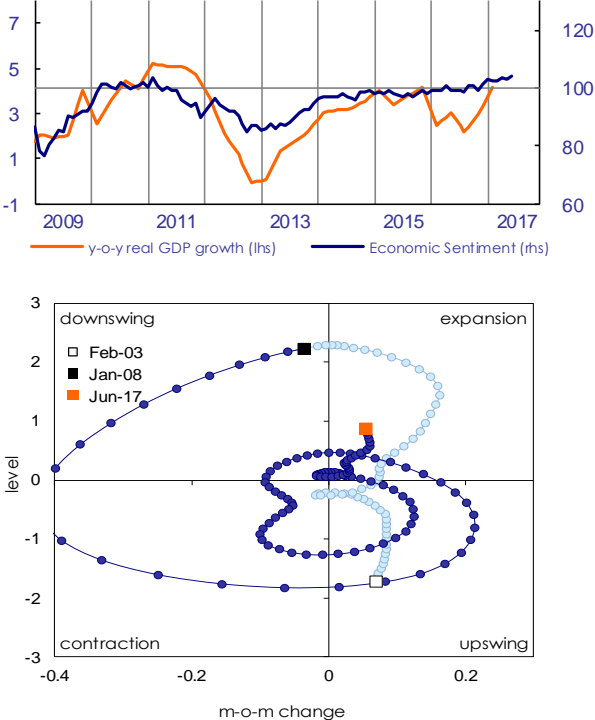 7 120
5 100
3
1 80
-1 60
2009 2011 2013 2015 2017
y-o-y real GDP growth (lhs) Economic Sentiment (rhs)
3
downswing expansion
Feb-03
Jan-08
Jun-17
2
1
level
0
-1
-2
contraction upswing
-3
-0.4 -0.2 0 0.2
m-o-m change